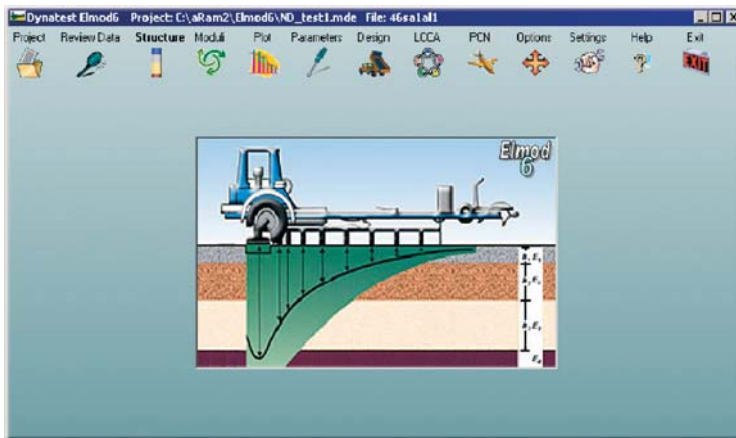 Dynatest Elmod6 Project: C:\aRam2\Elmod6\ND_test1.mde File: 46sa1al1
Project Review Data Structure Moduli Plot Parameters Design LCCA PCN Options Settings Help Exit
EXIT
Elmod
6